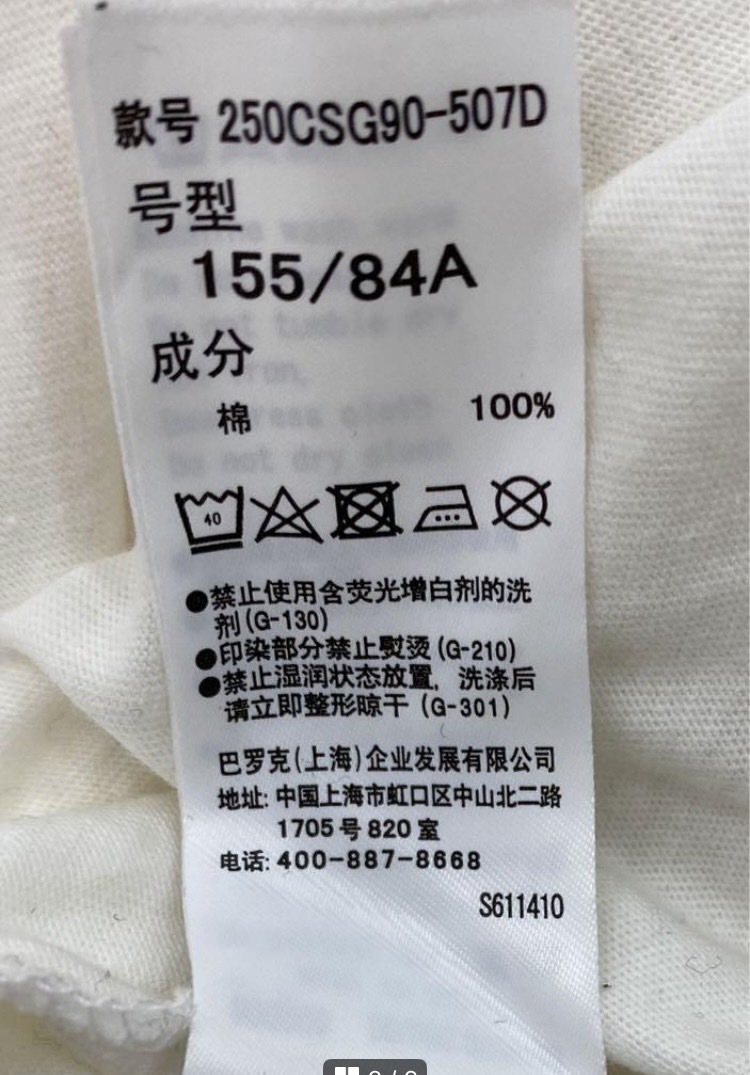 款号 250CSG90-507D
号型
155/84A
成分
棉 100%
40
●禁止使用含荧光增白剂的洗
剂(G-130)
●印染部分禁止熨烫(G-210)
●禁止湿润状态放置，洗涤后
请立即整形晾干(G-301)
巴罗克(上海)企业发展有限公司
地址: 中国上海市虹口区中山北二路
1705号820室
电话: 400-887-8668
S611410